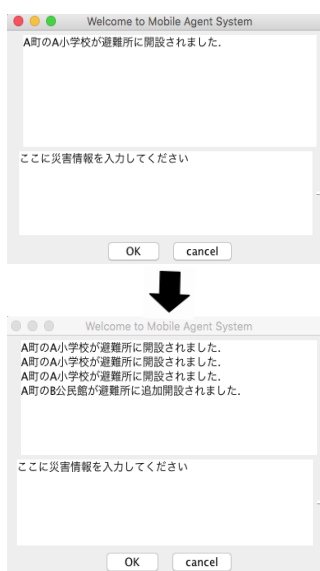 Welcome to Mobile Agent System
A町のA小学校が避難所に開設されました.
ここに災害情報を入力してください
OK cancel
Welcome to Mobile Agent System
A町のA小学校が避難所に開設されました.
A町のA小学校が避難所に開設されました.
A町のA小学校が避難所に開設されました.
A町のB公民館が避難所に追加開設されました.
ここに災害情報を入力してください
OK cancel